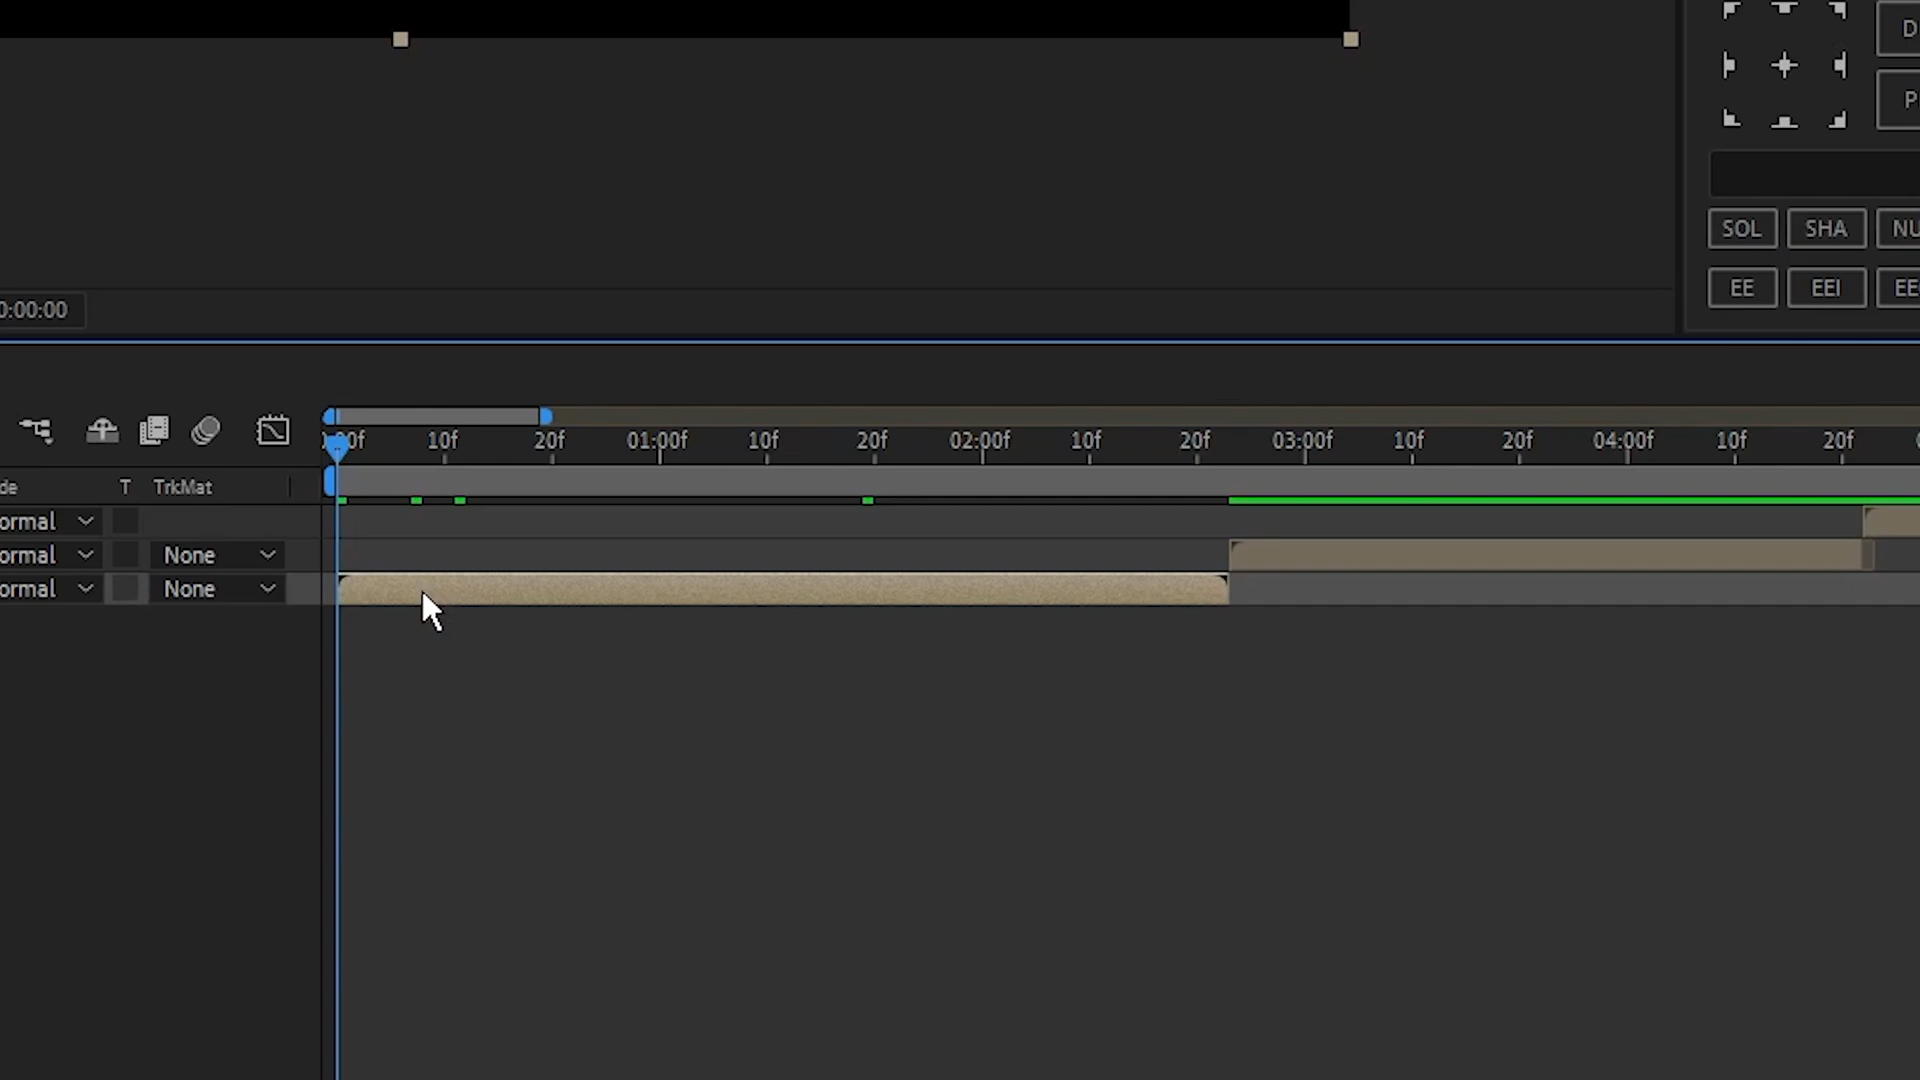 D
P
SOL SHA NU
EE EEI EE
0:00:00
00f 10f 20f 01:00f 10f 20f 02:00f 10f 20f 03:00f 10f 20f 04:00f 10f 20f
de T TrkMat
ormal
ormal None
ormal None